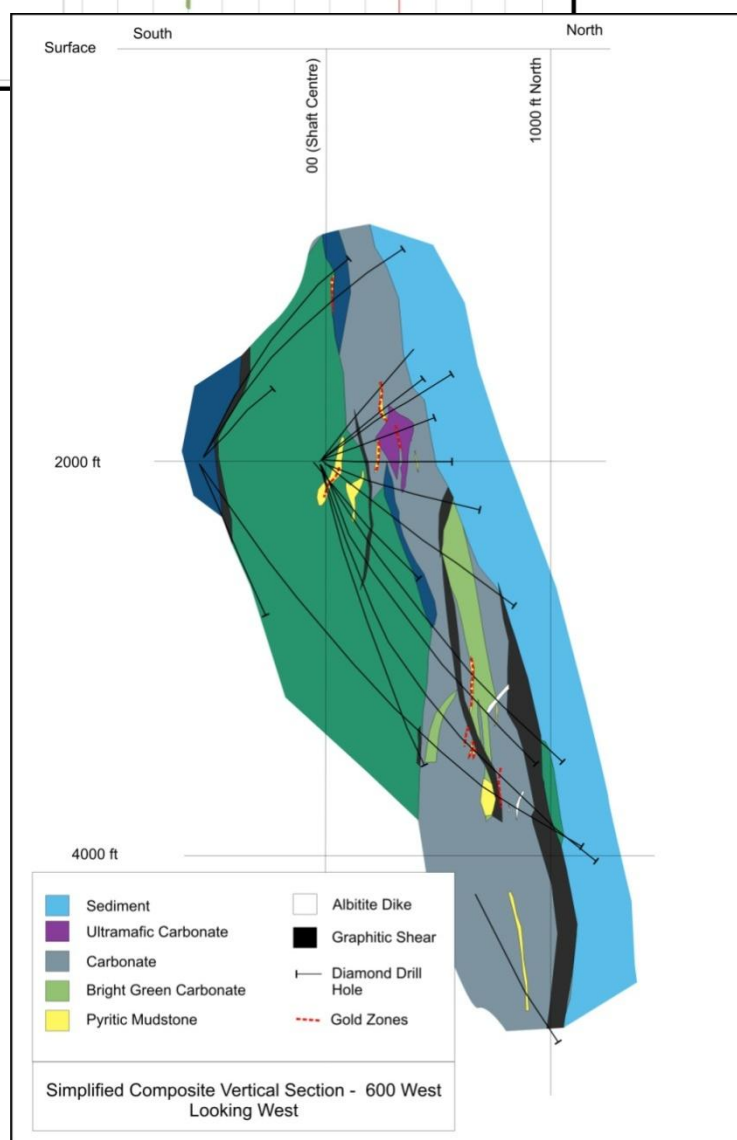 South
North
Surface
00 (Shaft Centre)
1000 ft North
2000 ft
4000 ft
Sediment
Ultramafic Carbonate
Carbonate
Bright Green Carbonate
Pyritic Mudstone
Albitite Dike
Graphitic Shear
Diamond Drill
Hole
Gold Zones
Simplified Composite Vertical Section - 600 West
Looking West